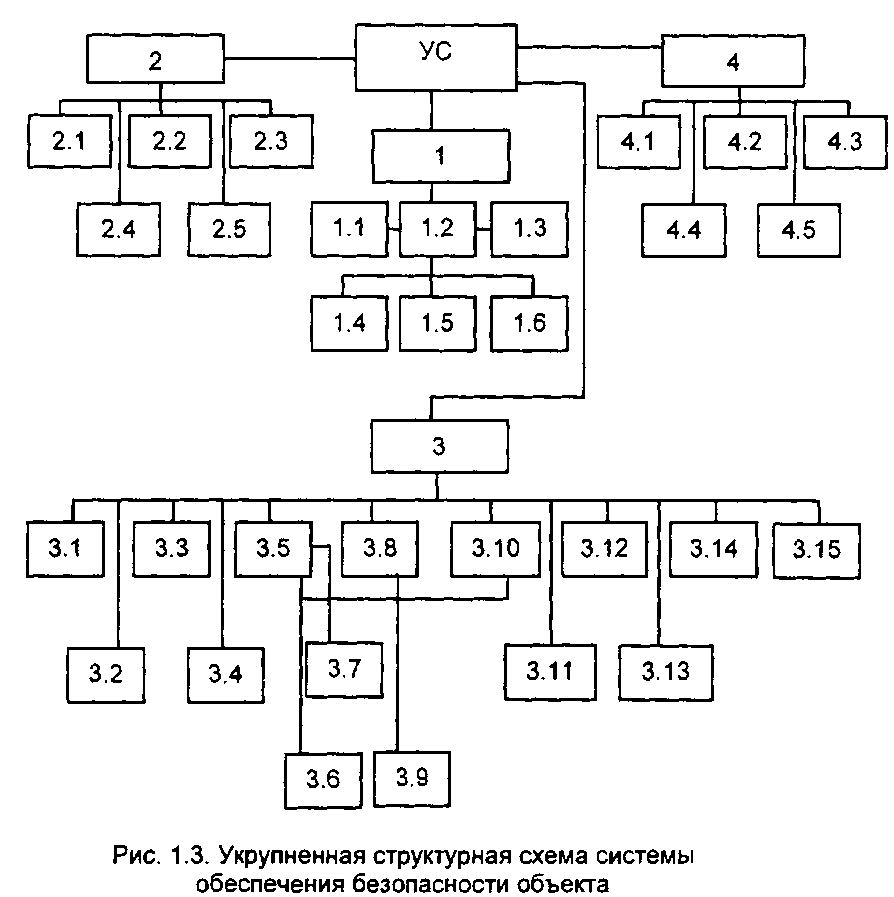 УС
2
4
2.1 2.2 2.3
4.1 4.2 4.3
1
2.4 2.5
1.1 1.2 1.3
4.4 4.5
1.4 1.5 1.6
3
3.1 3.3 3.5 3.8 3.10 3.12 3.14 3.15
3.2 3.4 3.7 3.11 3.13
3.6 3.9
Рис. 1.3. Укрупненная структурная схема системы
обеспечения безопасности объекта